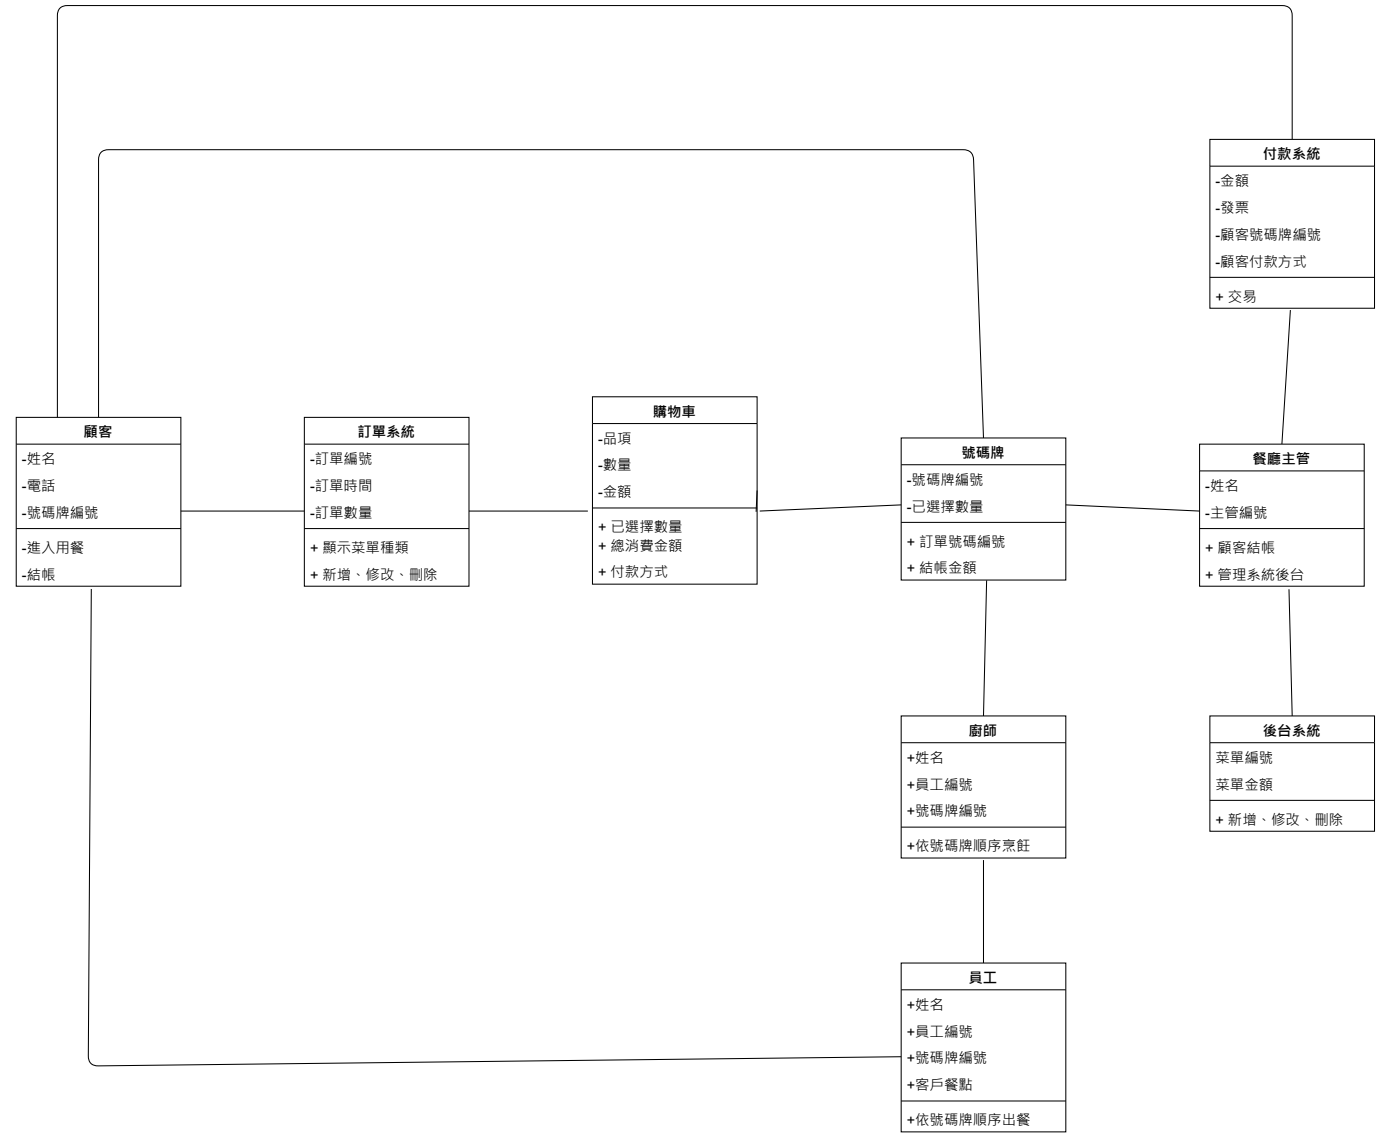 付款系統
-金額
-發票
-顧客號碼牌編號
-顧客付款方式
+ 交易
顧客
-姓名
-電話
-號碼牌編號
-進入用餐
-結帳
訂單系統
-訂單編號
-訂單時間
-訂單數量
+ 顯示菜單種類
+ 新增、修改、刪除
購物車
-品項
-數量
-金額
+ 已選擇數量
+ 總消費金額
+ 付款方式
號碼牌
-號碼牌編號
-已選擇數量
+ 訂單號碼編號
+ 結帳金額
餐廳主管
-姓名
-主管編號
+ 顧客結帳
+ 管理系統後台
廚師
+姓名
+員工編號
+號碼牌編號
+依號碼牌順序烹飪
後台系統
菜單編號
菜單金額
+ 新增、修改、刪除
員工
+姓名
+員工編號
+號碼牌編號
+客戶餐點
+依號碼牌順序出餐